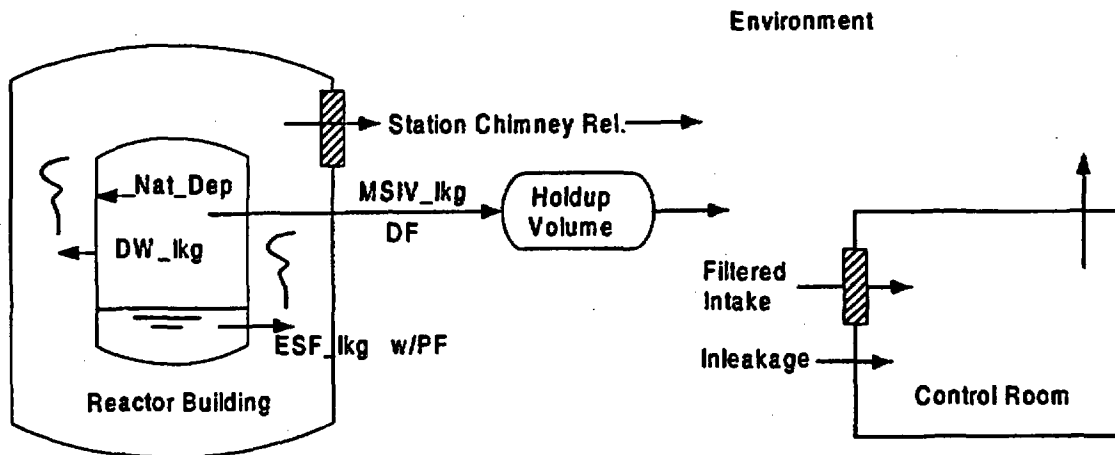 Environment
Station Chimney Rel.
Nat_Dep
MSIV_lkg
DF
Holdup
Volume
DW_lkg
Filtered
Intake
ESF_lkg w/PF
Inleakage
Reactor Building
Control Room